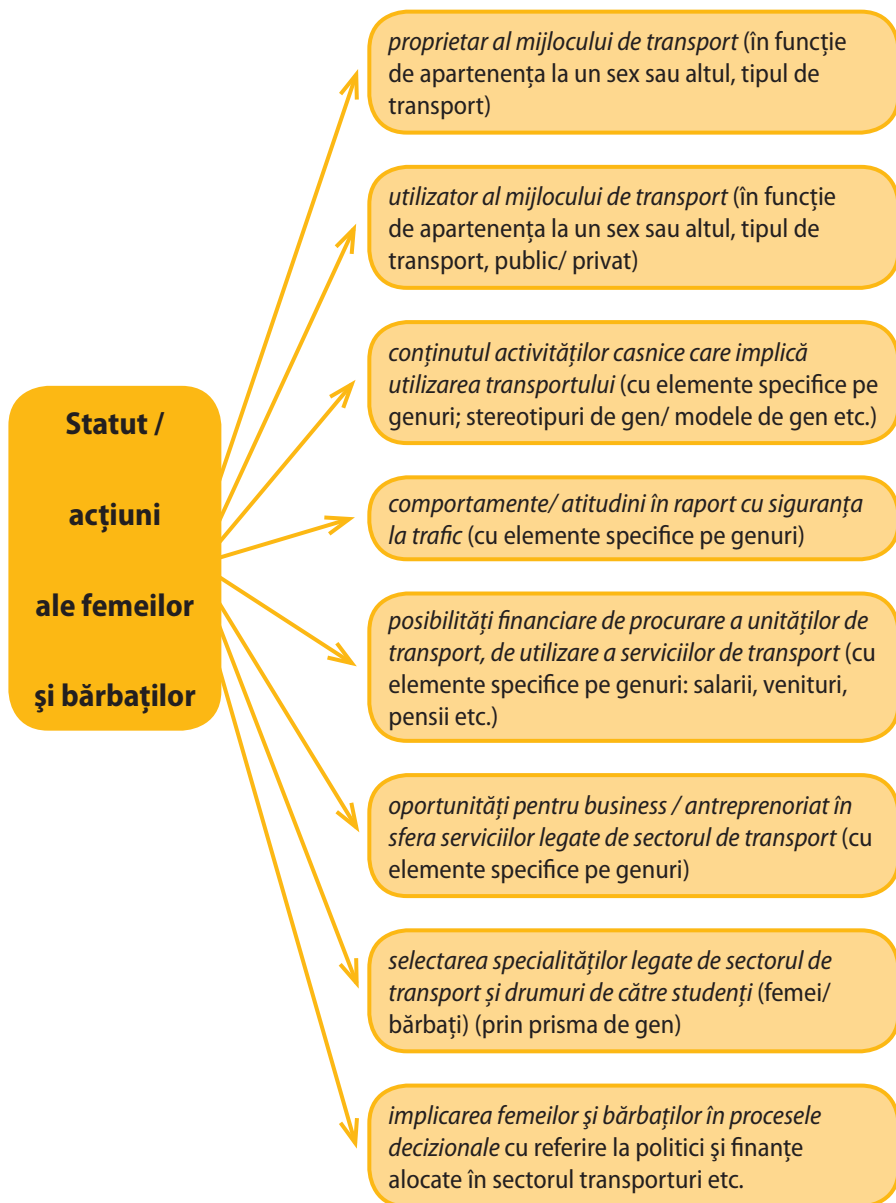 proprietar al mijlocului de transport (în funcție
de apartenența la un sex sau altul, tipul de
transport)
utilizator al mijlocului de transport (în funcție
de apartenența la un sex sau altul, tipul de
transport, public/ privat)
conținutul activităților casnice care implică
utilizarea transportului (cu elemente specifice pe
genuri; stereotipuri de gen/ modele de gen etc.)
Statut /
acțiuni
ale femeilor
şi bărbaților
comportamente/ atitudini în raport cu siguranța
la trafic (cu elemente specifice pe genuri)
posibilități financiare de procurare a unităților de
transport, de utilizare a serviciilor de transport (cu
elemente specifice pe genuri: salarii, venituri,
pensii etc.)
oportunități pentru business / antreprenoriat în
sfera serviciilor legate de sectorul de transport (cu
elemente specifice pe genuri)
selectarea specialităților legate de sectorul de
transport și drumuri de către studenți (femei/
bărbați) (prin prisma de gen)
implicarea femeilor şi bărbaților în procesele
decizionale cu referire la politici şi finanțe
alocate în sectorul transporturi etc.